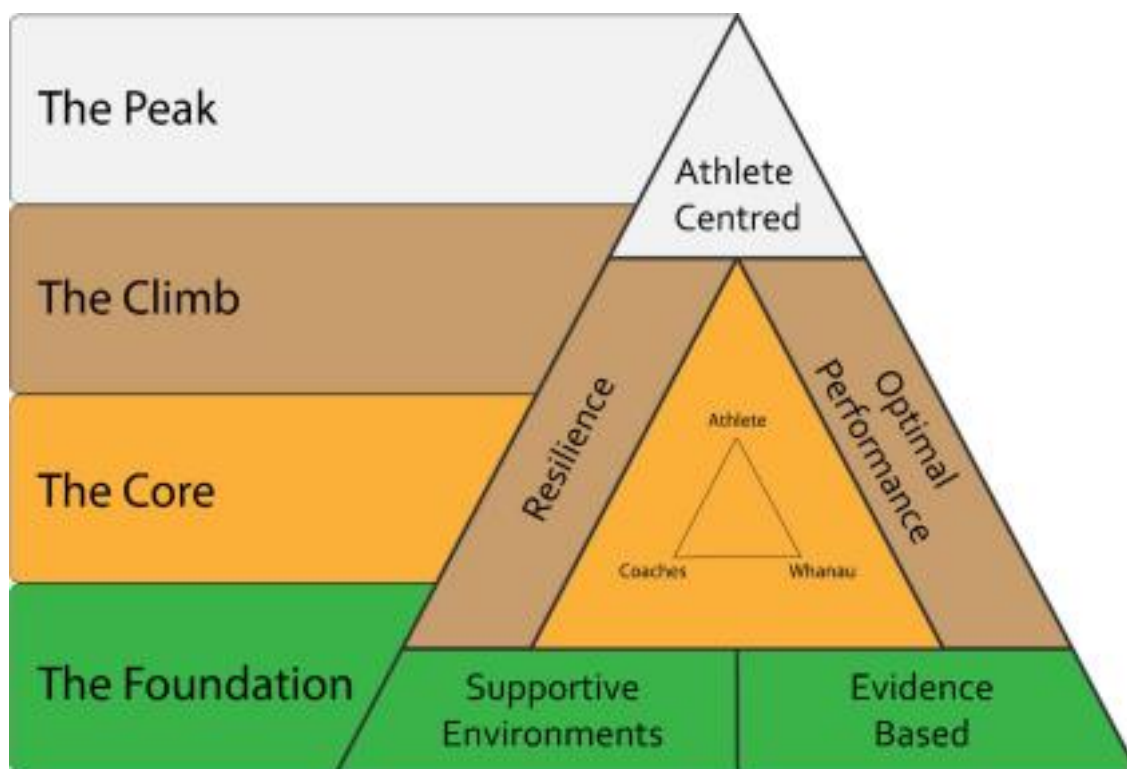 The Peak
Athlete
Centred
The Climb
Resilience
Optimal
Performance
The Core
Athlete
Coaches
Whanau
The Foundation
Supportive
Environments
Evidence
Based